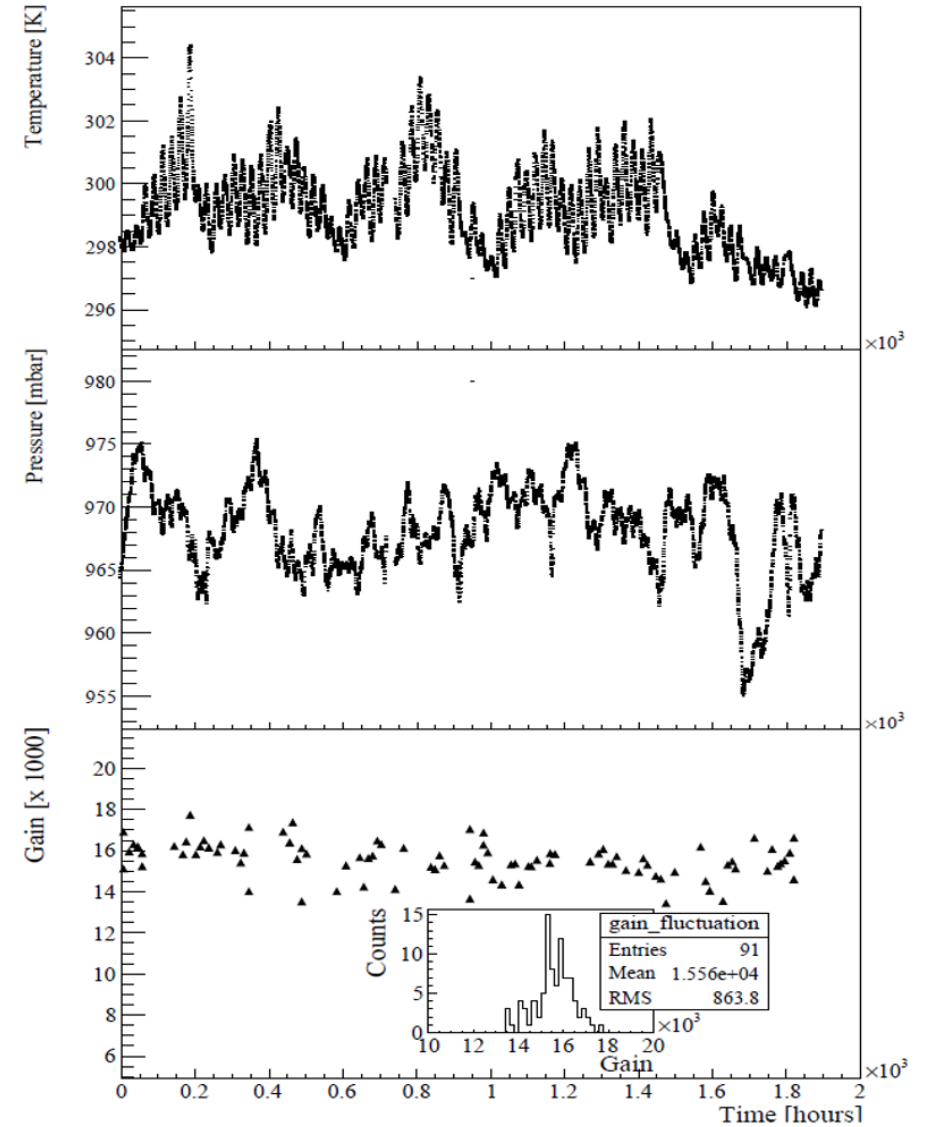 Temperature [K]
304
302
300
298
296
×10³
Pressure [mbar]
980
975
970
965
960
955
×10³
Gain [x 1000]
20
18
16
14
12
10
8
6
Counts
15
10
5
0
gain_fluctuation
Entries 91
Mean 1.556e+04
RMS 863.8
×10³
10 12 14 16 18 20
Gain
×10³
0 0.2 0.4 0.6 0.8 1 1.2 1.4 1.6 1.8 2
Time [hours]